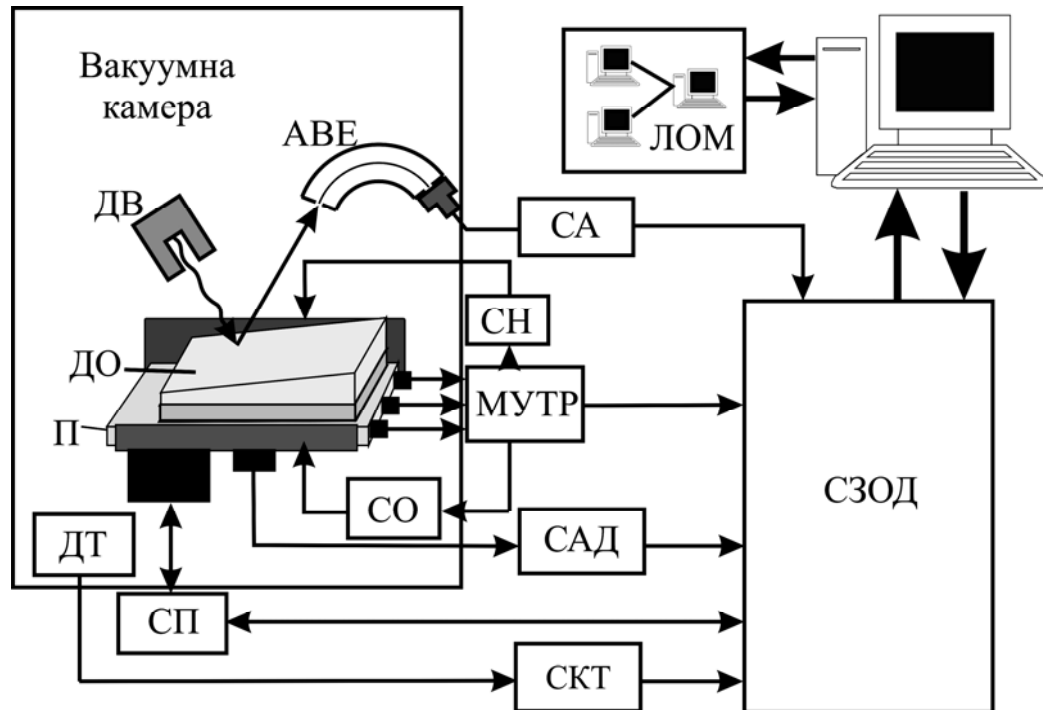 Вакуумна
камера
АВЕ
ЛОМ
ДВ
СА
СН
ДО
МУТР
П
СЗОД
СО
САД
ДТ
СП
СКТ